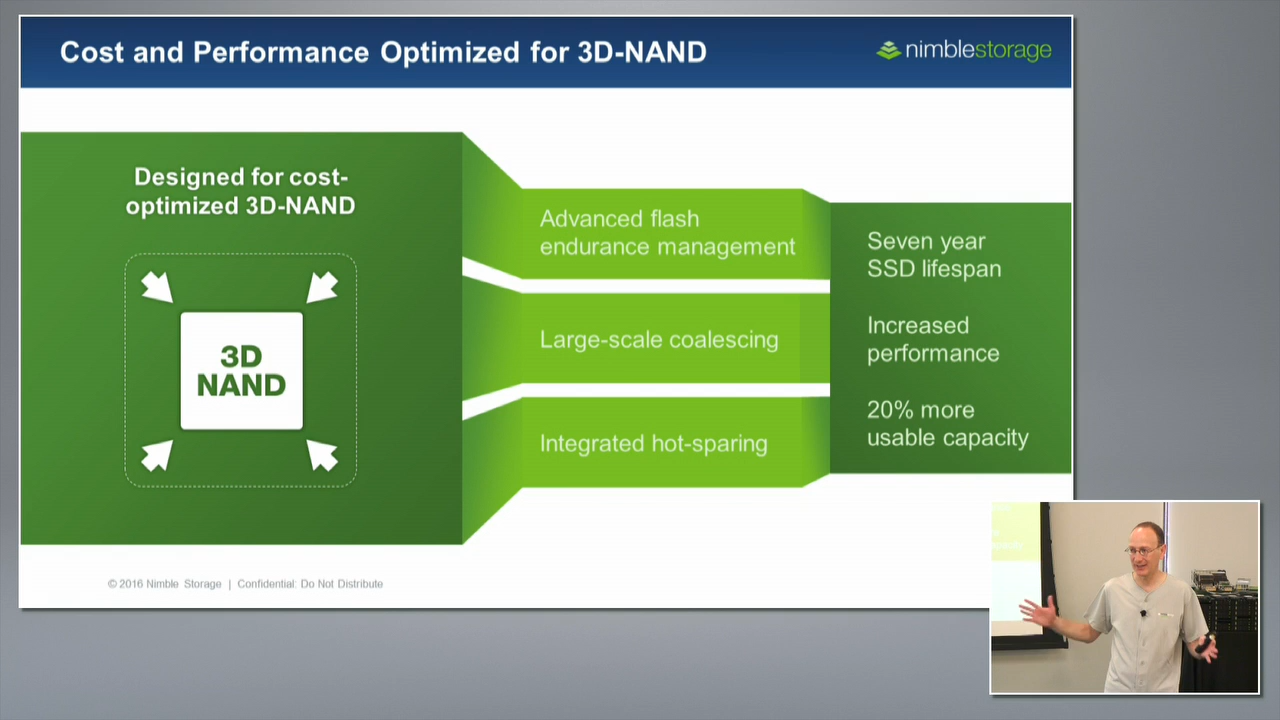 Cost and Performance Optimized for 3D-NAND
nimblestorage
Designed for cost-
optimized 3D-NAND
3D
NAND
Advanced flash
endurance management
Large-scale coalescing
Integrated hot-sparing
Seven year
SSD lifespan
Increased
performance
20% more
usable capacity
© 2016 Nimble Storage | Confidential: Do Not Distribute